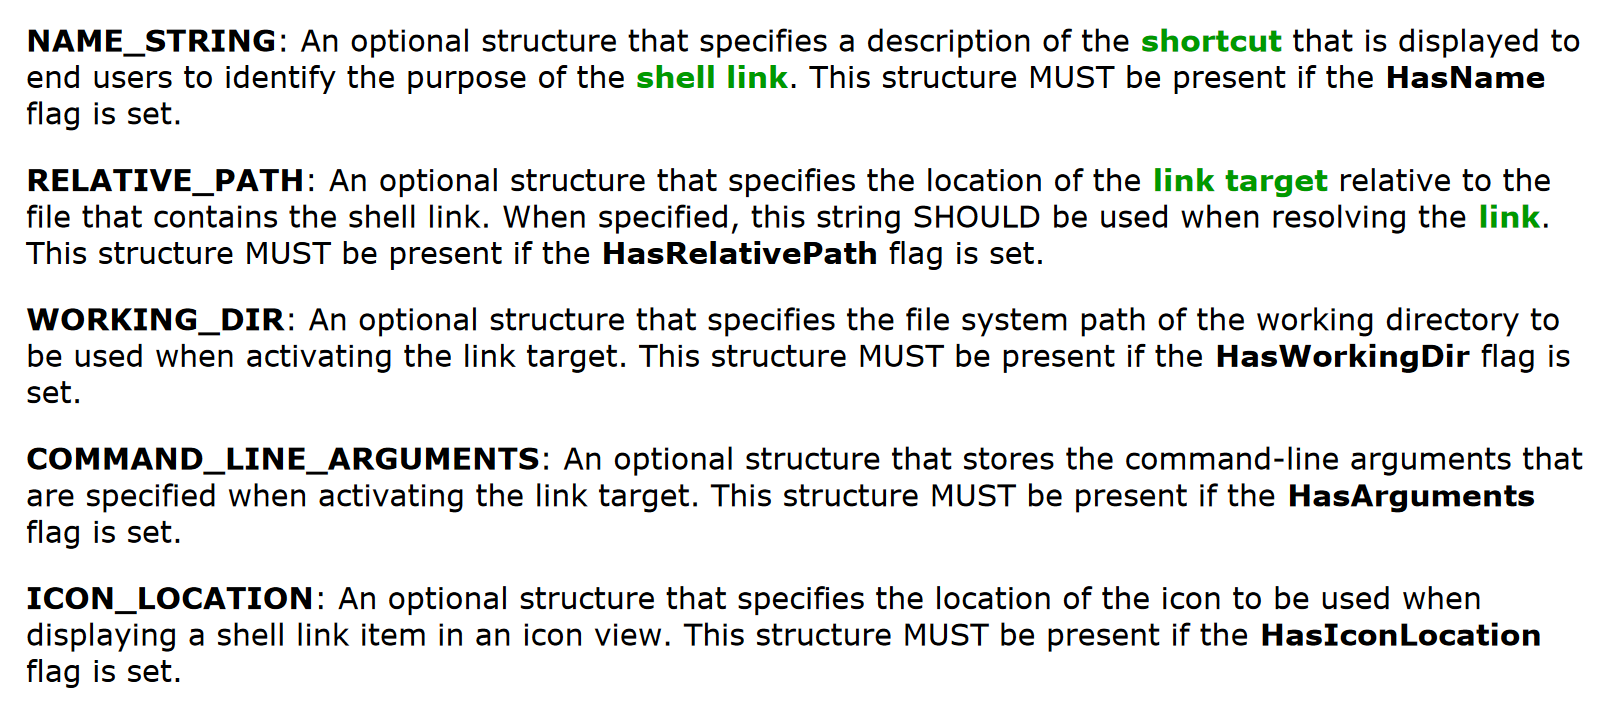 NAME_STRING: An optional structure that specifies a description of the shortcut that is displayed to
end users to identify the purpose of the shell link. This structure MUST be present if the HasName
flag is set.
RELATIVE_PATH: An optional structure that specifies the location of the link target relative to the
file that contains the shell link. When specified, this string SHOULD be used when resolving the link.
This structure MUST be present if the HasRelativePath flag is set.
WORKING_DIR: An optional structure that specifies the file system path of the working directory to
be used when activating the link target. This structure MUST be present if the HasWorkingDir flag is
set.
COMMAND_LINE_ARGUMENTS: An optional structure that stores the command-line arguments that
are specified when activating the link target. This structure MUST be present if the HasArguments
flag is set.
ICON_LOCATION: An optional structure that specifies the location of the icon to be used when
displaying a shell link item in an icon view. This structure MUST be present if the HasIconLocation
flag is set.